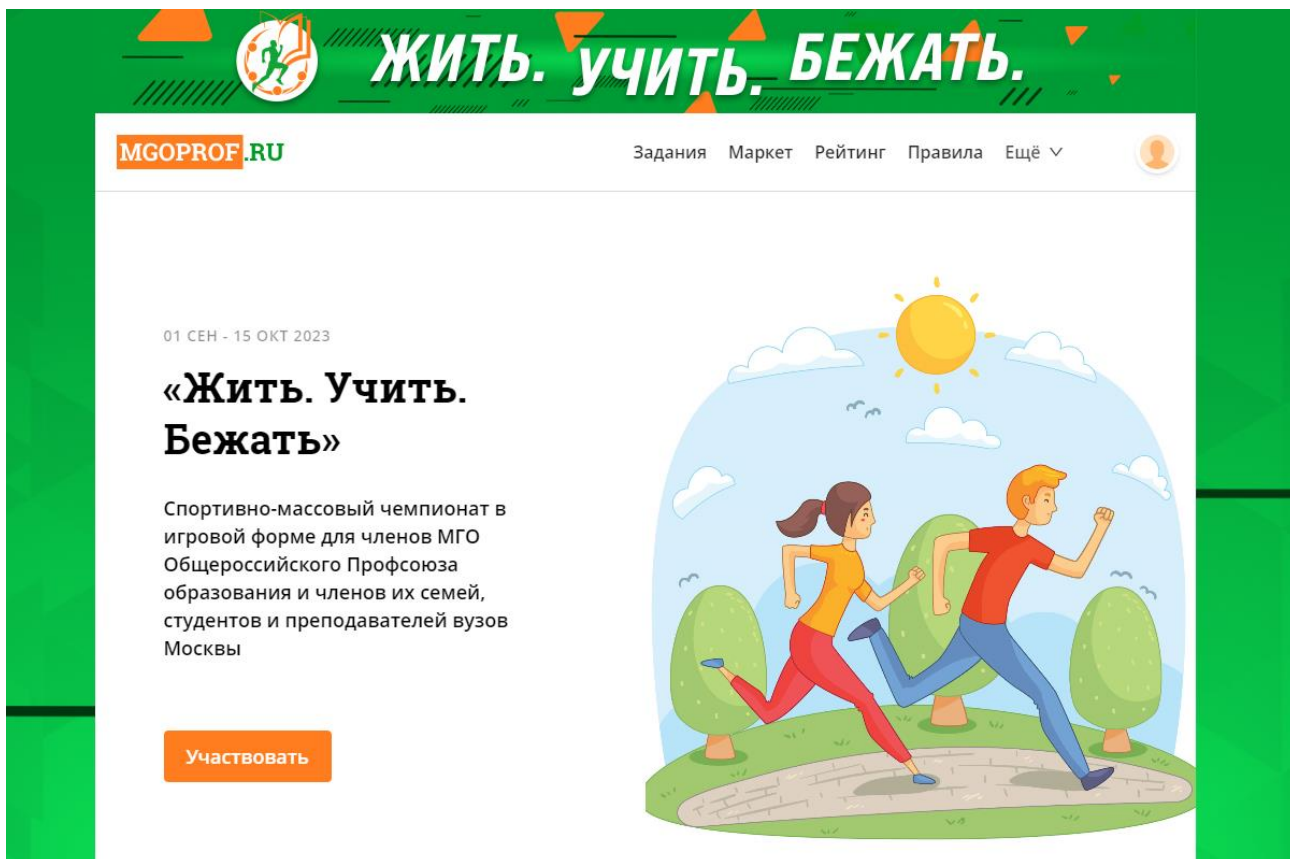 ЖИТЬ. УЧИТЬ. БЕЖАТЬ.
MGOPROF.RU
Задания Маркет Рейтинг Правила Ещё
01 СЕН - 15 ОКТ 2023
«Жить. Учить.
Бежать»
Спортивно-массовый чемпионат в
игровой форме для членов МГО
Общероссийского Профсоюза
образования и членов их семей,
студентов и преподавателей вузов
Москвы
Участвовать